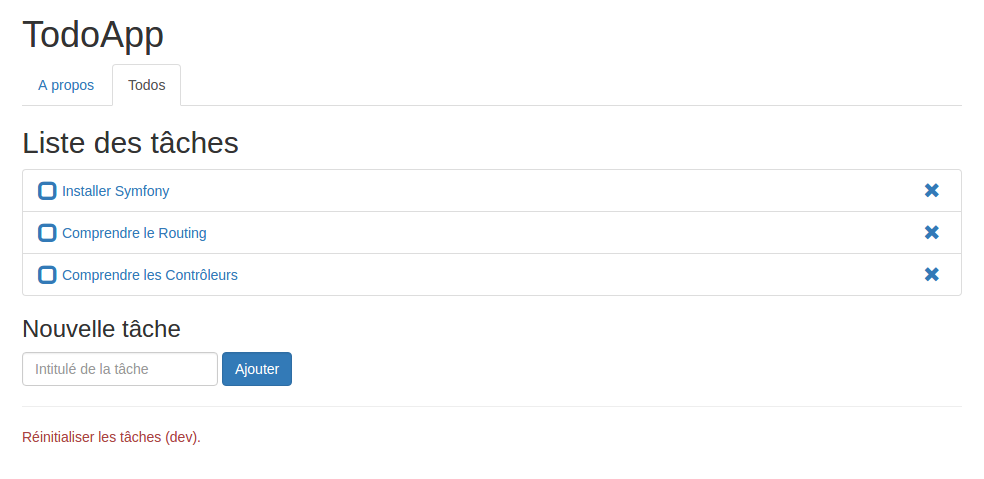 TodoApp
A propos
Todos
Liste des tâches
Installer Symfony
Comprendre le Routing
Comprendre les Contrôleurs
Nouvelle tâche
Intitulé de la tâche
Ajouter
Réinitialiser les tâches (dev).